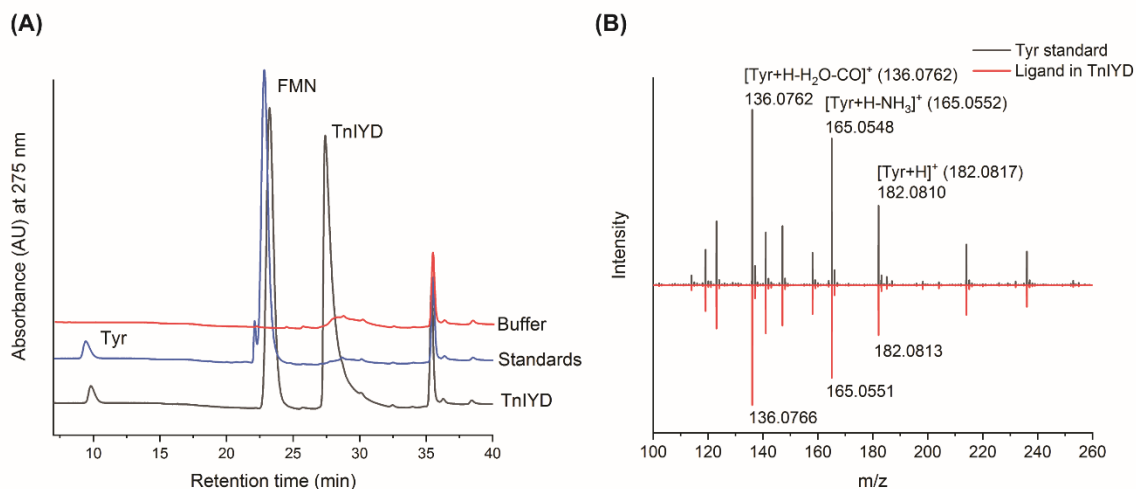 (A)
FMN
TnIYD
Tyr
Buffer
Standards
TnIYD
Absorbance (AU) at 275 nm
10 15 20 25 30 35 40
Retention time (min)
(B)
Tyr standard
Ligand in TnIYD
[Tyr+H-H₂O-CO]⁺ (136.0762)
136.0762
[Tyr+H-NH₃]⁺ (165.0552)
165.0548
[Tyr+H]⁺ (182.0817)
182.0810
182.0813
165.0551
136.0766
Intensity
100 120 140 160 180 200 220 240 260
m/z